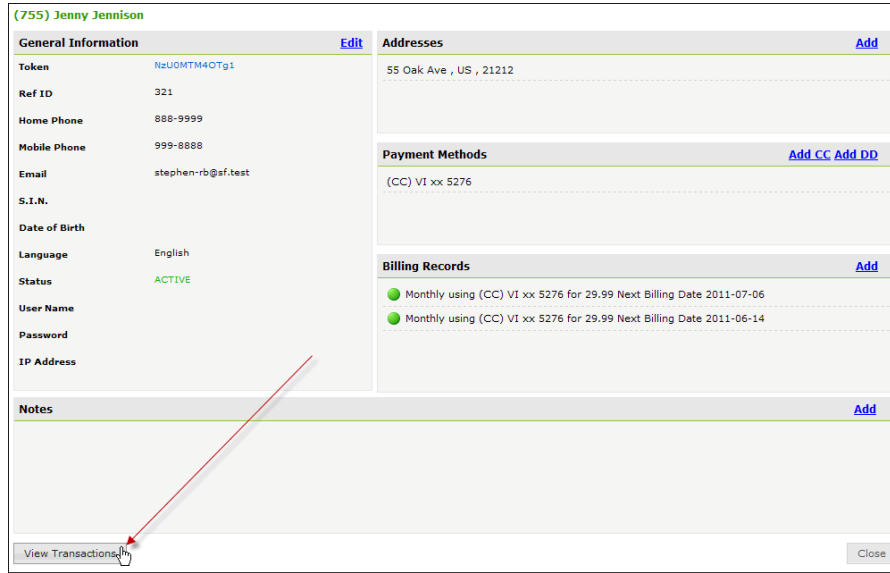 (755) Jenny Jennison
General Information Edit
Token NzU0MTM4OTg1
Ref ID 321
Home Phone 888-9999
Mobile Phone 999-8888
Email stephen-rb@sf.test
S.I.N.
Date of Birth
Language English
Status ACTIVE
User Name
Password
IP Address
Addresses Add
55 Oak Ave , US , 21212
Payment Methods Add CC Add DD
(CC) VI xx 5276
Billing Records Add
Monthly using (CC) VI xx 5276 for 29.99 Next Billing Date 2011-07-06
Monthly using (CC) VI xx 5276 for 29.99 Next Billing Date 2011-06-14
Notes Add
View Transactions
Close